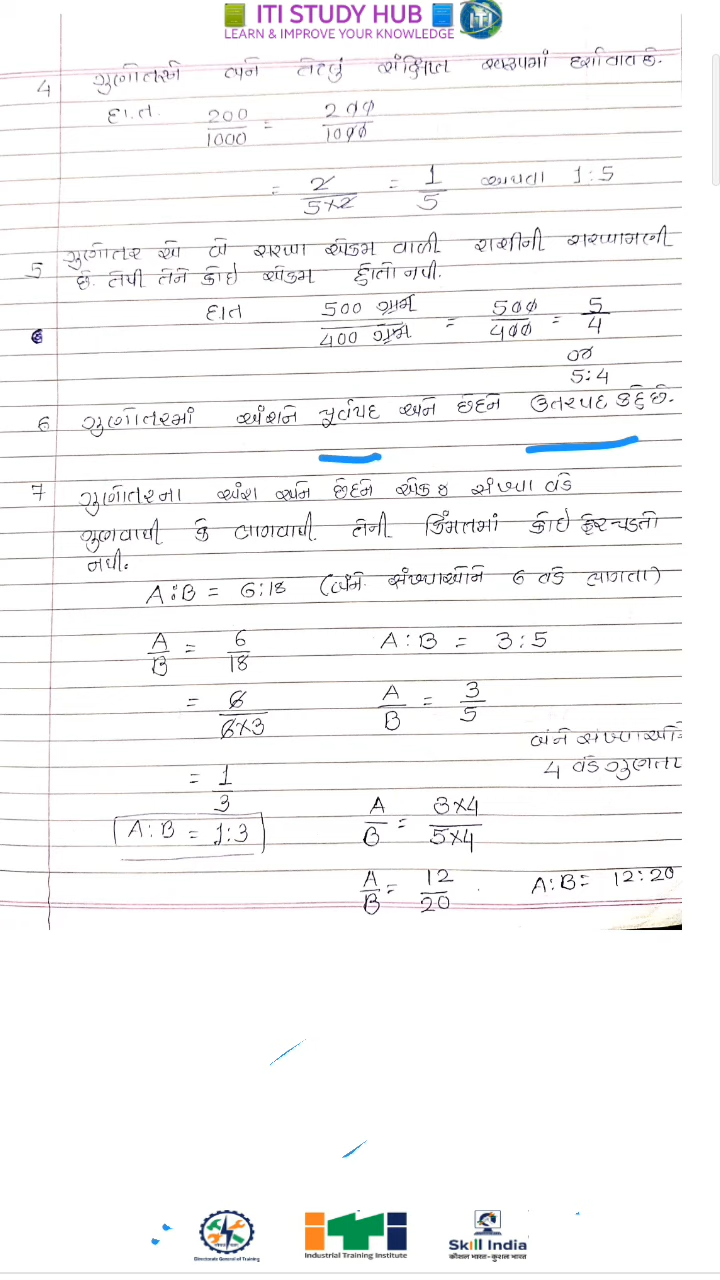 ITI STUDY HUB
LEARN & IMPROVE YOUR KNOWLEDGE
ITI
4 ગુણોતરએ બને તેટલું સંક્ષિપ્ત સ્વરૂપમાં દર્શાવાત છે.
દા.ત. 200/1000 = 200/1000
= 2/5×2 = 1/5 અથવા 1:5
5 ગુણોતર એ બે સરખા એકમ વાળી રાશીની સરખામણી
છે. તેથી તેને કોઇ એકમ હોતો નથી.
દાત 500 ગ્રામ/400 ગ્રામ = 500/400 = 5/4
or
5:4
6 ગુણોતરમાં અંશને પૂર્વપદ અને છેદને ઉતરપદ કહે છે.
7 ગુણોતરના અંશ અને છેદને એક જ સંખ્યા વડે
ગુણવાથી કે ભાગવાથી તેની કિંમતમાં કોઇ ફેર પડતો
નથી.
A:B = 6:18 (બંને સંખ્યાઓને 6 વડે ભાગતા)
A/B = 6/18 A:B = 3:5
= 6/6×3 A/B = 3/5
બંને સંખ્યાઓને
4 વડે ગુણતા
= 1/3
A:B = 1:3 A/B = 3×4/5×4
A/B = 12/20 . A:B = 12:20
Directorate General of Training
Industrial Training Institute
Skill India
कौशल भारत-कुशल भारत